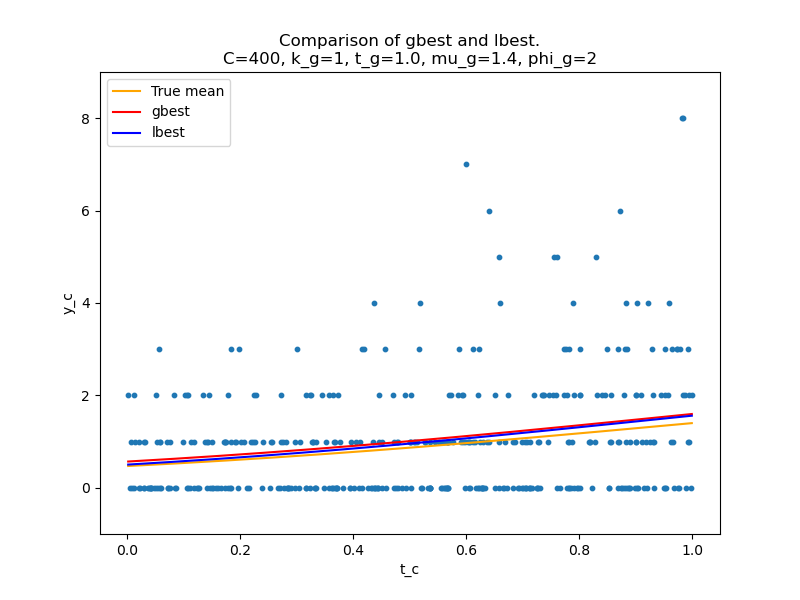 Comparison of gbest and lbest.
C=400, k_g=1, t_g=1.0, mu_g=1.4, phi_g=2
True mean
gbest
lbest
8
6
4
2
0
y_c
0.0 0.2 0.4 0.6 0.8 1.0
t_c